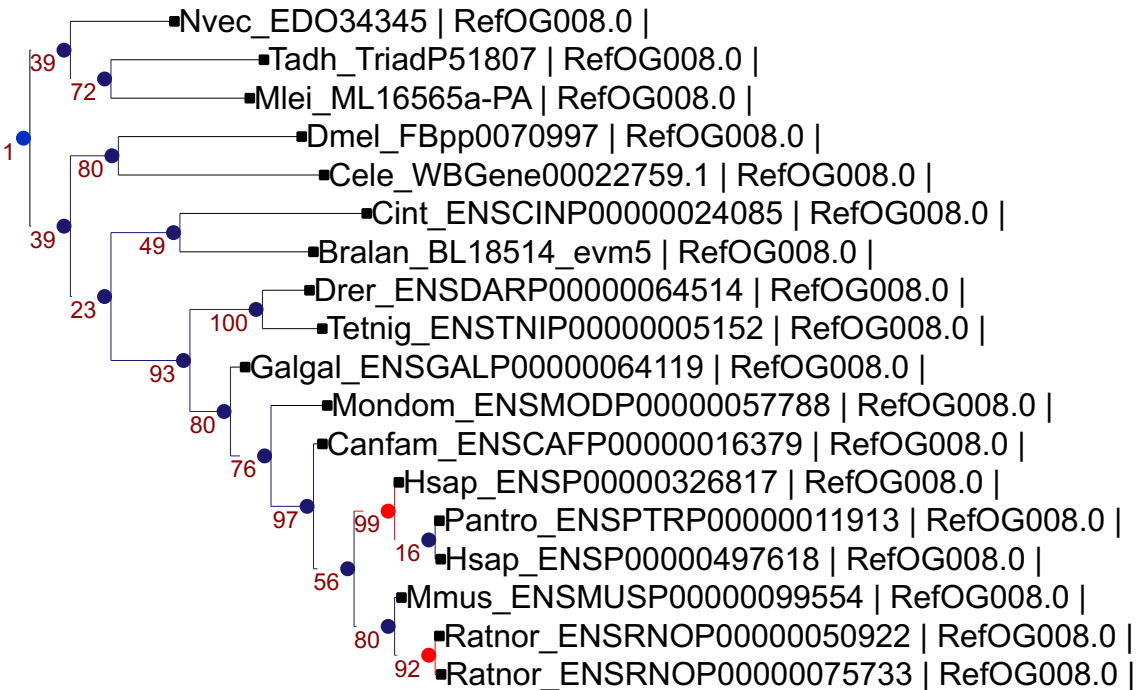 Nvec_EDO34345 | RefOG008.0 |
39
Tadh_TriadP51807 | RefOG008.0 |
72
Mlei_ML16565a-PA | RefOG008.0 |
Dmel_FBpp0070997 | RefOG008.0 |
1
80
Cele_WBGene00022759.1 | RefOG008.0 |
Cint_ENSCINP00000024085 | RefOG008.0 |
39
49
Bralan_BL18514_evm5 | RefOG008.0 |
Drer_ENSDARP00000064514 | RefOG008.0 |
23
100
Tetnig_ENSTNIP00000005152 | RefOG008.0 |
Galgal_ENSGALP00000064119 | RefOG008.0 |
93
Mondom_ENSMODP00000057788 | RefOG008.0 |
80
Canfam_ENSCAFP00000016379 | RefOG008.0 |
76
Hsap_ENSP00000326817 | RefOG008.0 |
97
99
Pantro_ENSPTRP00000011913 | RefOG008.0 |
16
Hsap_ENSP00000497618 | RefOG008.0 |
56
Mmus_ENSMUSP00000099554 | RefOG008.0 |
80
Ratnor_ENSRNOP00000050922 | RefOG008.0 |
92
Ratnor_ENSRNOP00000075733 | RefOG008.0 |